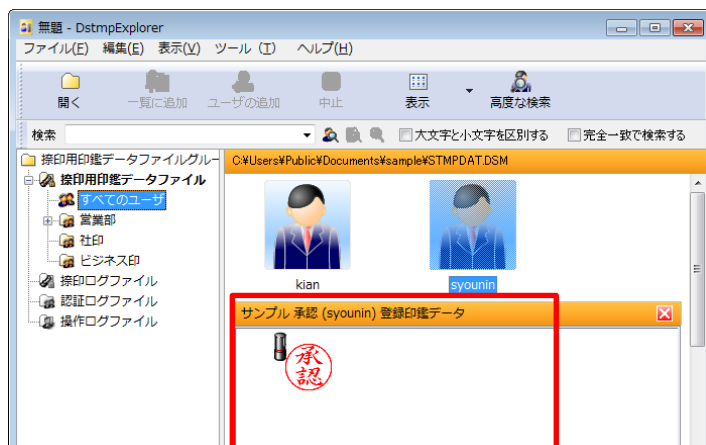 無題 - DstmpExplorer
ファイル(F) 編集(E) 表示(V) ツール (T) ヘルプ(H)
開く 一覧に追加 ユーザの追加 中止 表示 高度な検索
検索 大文字と小文字を区別する 完全一致で検索する
捺印用印鑑データファイルグルー
C:¥Users¥Public¥Documents¥sample¥STMPDAT.DSM
捺印用印鑑データファイル
すべてのユーザ
営業部
社印
ビジネス印
捺印ログファイル
認証ログファイル
操作ログファイル
kian syounin
サンプル 承認 (syounin) 登録印鑑データ
承認